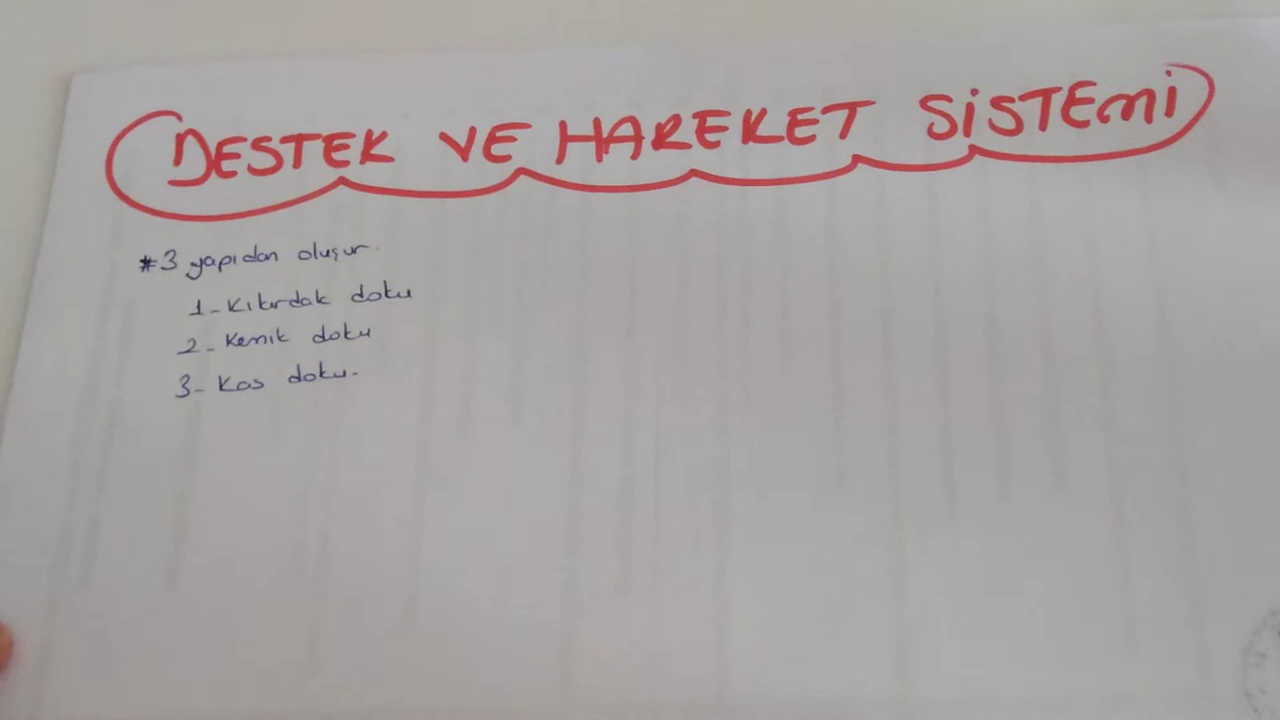 DESTEK VE HAREKET SİSTEMİ
*3 yapıdan oluşur.
1- Kıkırdak doku
2- Kemik doku
3- Kas doku.